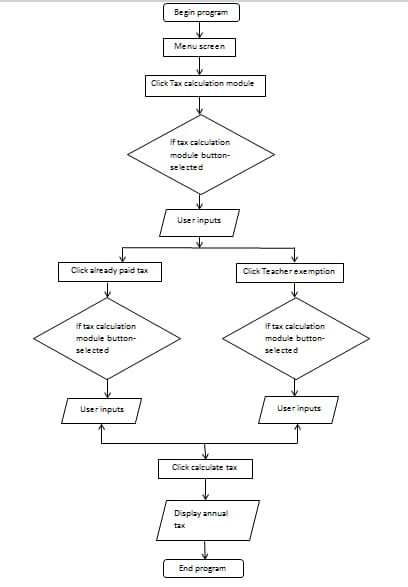 Begin program
Menu screen
Click Tax calculation module
If tax calculation
module button-
selected
User inputs
Click already paid tax
Click Teacher exemption
If tax calculation
module button-
selected
If tax calculation
module button-
selected
User inputs
User inputs
Click calculate tax
Display annual
tax
End program